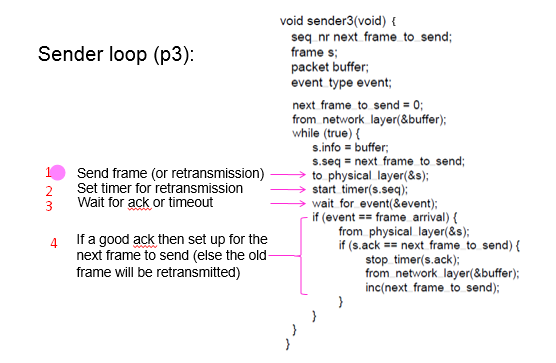 Sender loop (p3):
1 Send frame (or retransmission)
2 Set timer for retransmission
3 Wait for ack or timeout
4 If a good ack then set up for the
next frame to send (else the old
frame will be retransmitted)
void sender3(void) {
seq_nr next_frame_to_send;
frame s;
packet buffer;
event_type event;
next_frame_to_send = 0;
from_network_layer(&buffer);
while (true) {
s.info = buffer;
s.seq = next_frame_to_send;
to_physical_layer(&s);
start_timer(s.seq);
wait_for_event(&event);
if (event == frame_arrival) {
from_physical_layer(&s);
if (s.ack == next_frame_to_send) {
stop_timer(s.ack);
from_network_layer(&buffer);
inc(next_frame_to_send);
}
}
}
}